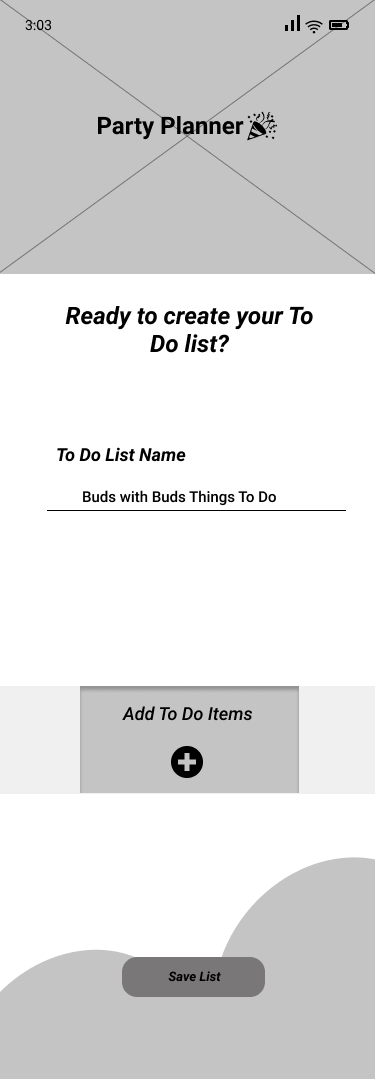 3:03
Party Planner
Ready to create your To
Do list?
To Do List Name
Buds with Buds Things To Do
Add To Do Items
Save List